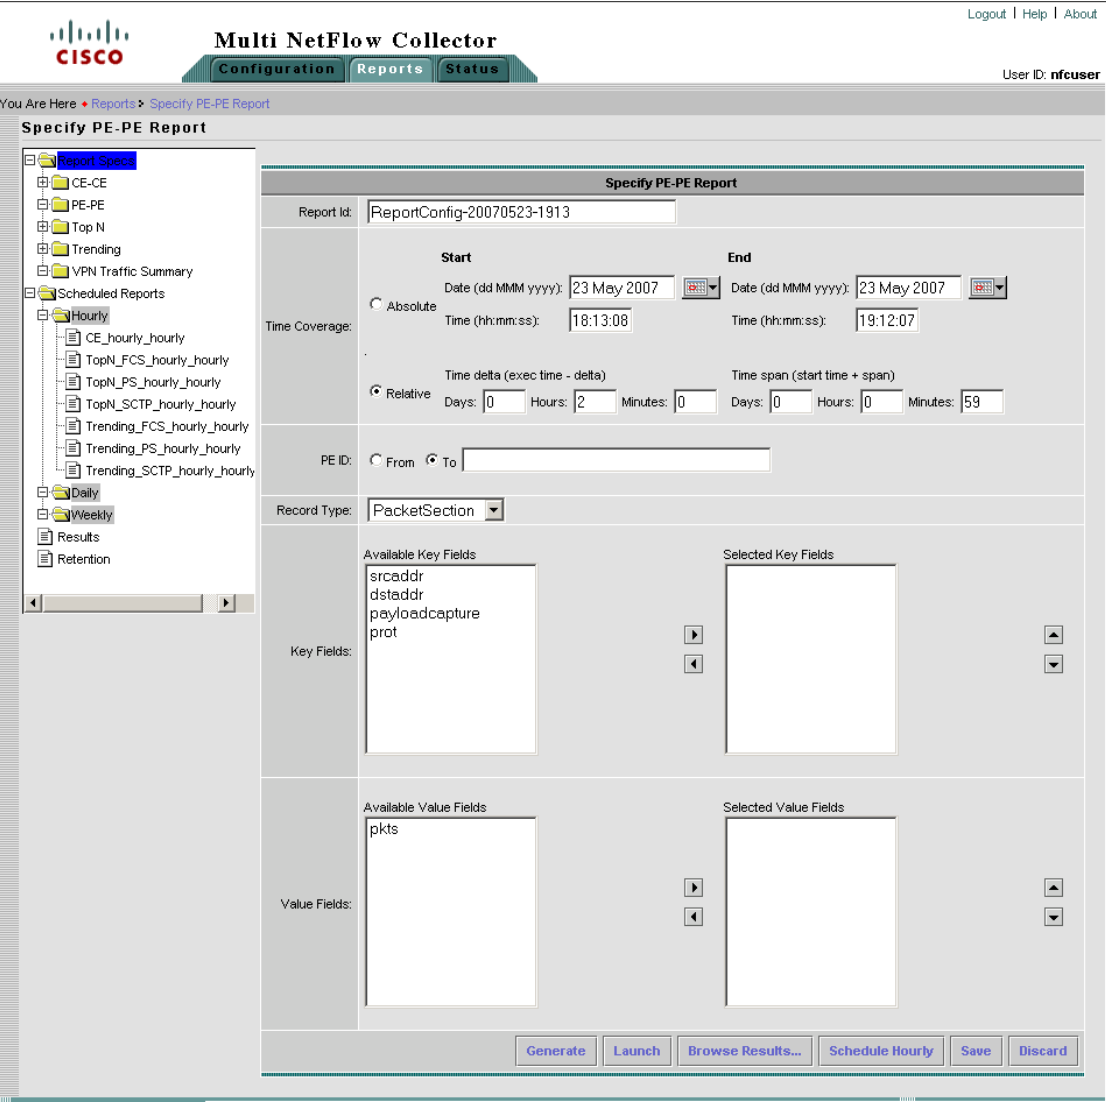 Logout | Help | About
CISCO
Multi NetFlow Collector
Configuration Reports Status
User ID: nfcuser
You Are Here Reports Specify PE-PE Report
Specify PE-PE Report
Report Specs
CE-CE
PE-PE
Top N
Trending
VPN Traffic Summary
Scheduled Reports
Hourly
CE_hourly_hourly
TopN_FCS_hourly_hourly
TopN_PS_hourly_hourly
TopN_SCTP_hourly_hourly
Trending_FCS_hourly_hourly
Trending_PS_hourly_hourly
Trending_SCTP_hourly_hourly
Daily
Weekly
Results
Retention
Specify PE-PE Report
Report Id: ReportConfig-20070523-1913
Time Coverage:
Start End
Absolute
Date (dd MMM yyyy): 23 May 2007 Date (dd MMM yyyy): 23 May 2007
Time (hh:mm:ss): 18:13:08 Time (hh:mm:ss): 19:12:07
.
Relative
Time delta (exec time - delta) Time span (start time + span)
Days: 0 Hours: 2 Minutes: 0 Days: 0 Hours: 0 Minutes: 59
PE ID: From To
Record Type: PacketSection
Key Fields:
Available Key Fields Selected Key Fields
srcaddr
dstaddr
payloadcapture
prot
Value Fields:
Available Value Fields Selected Value Fields
pkts
Generate Launch Browse Results... Schedule Hourly Save Discard